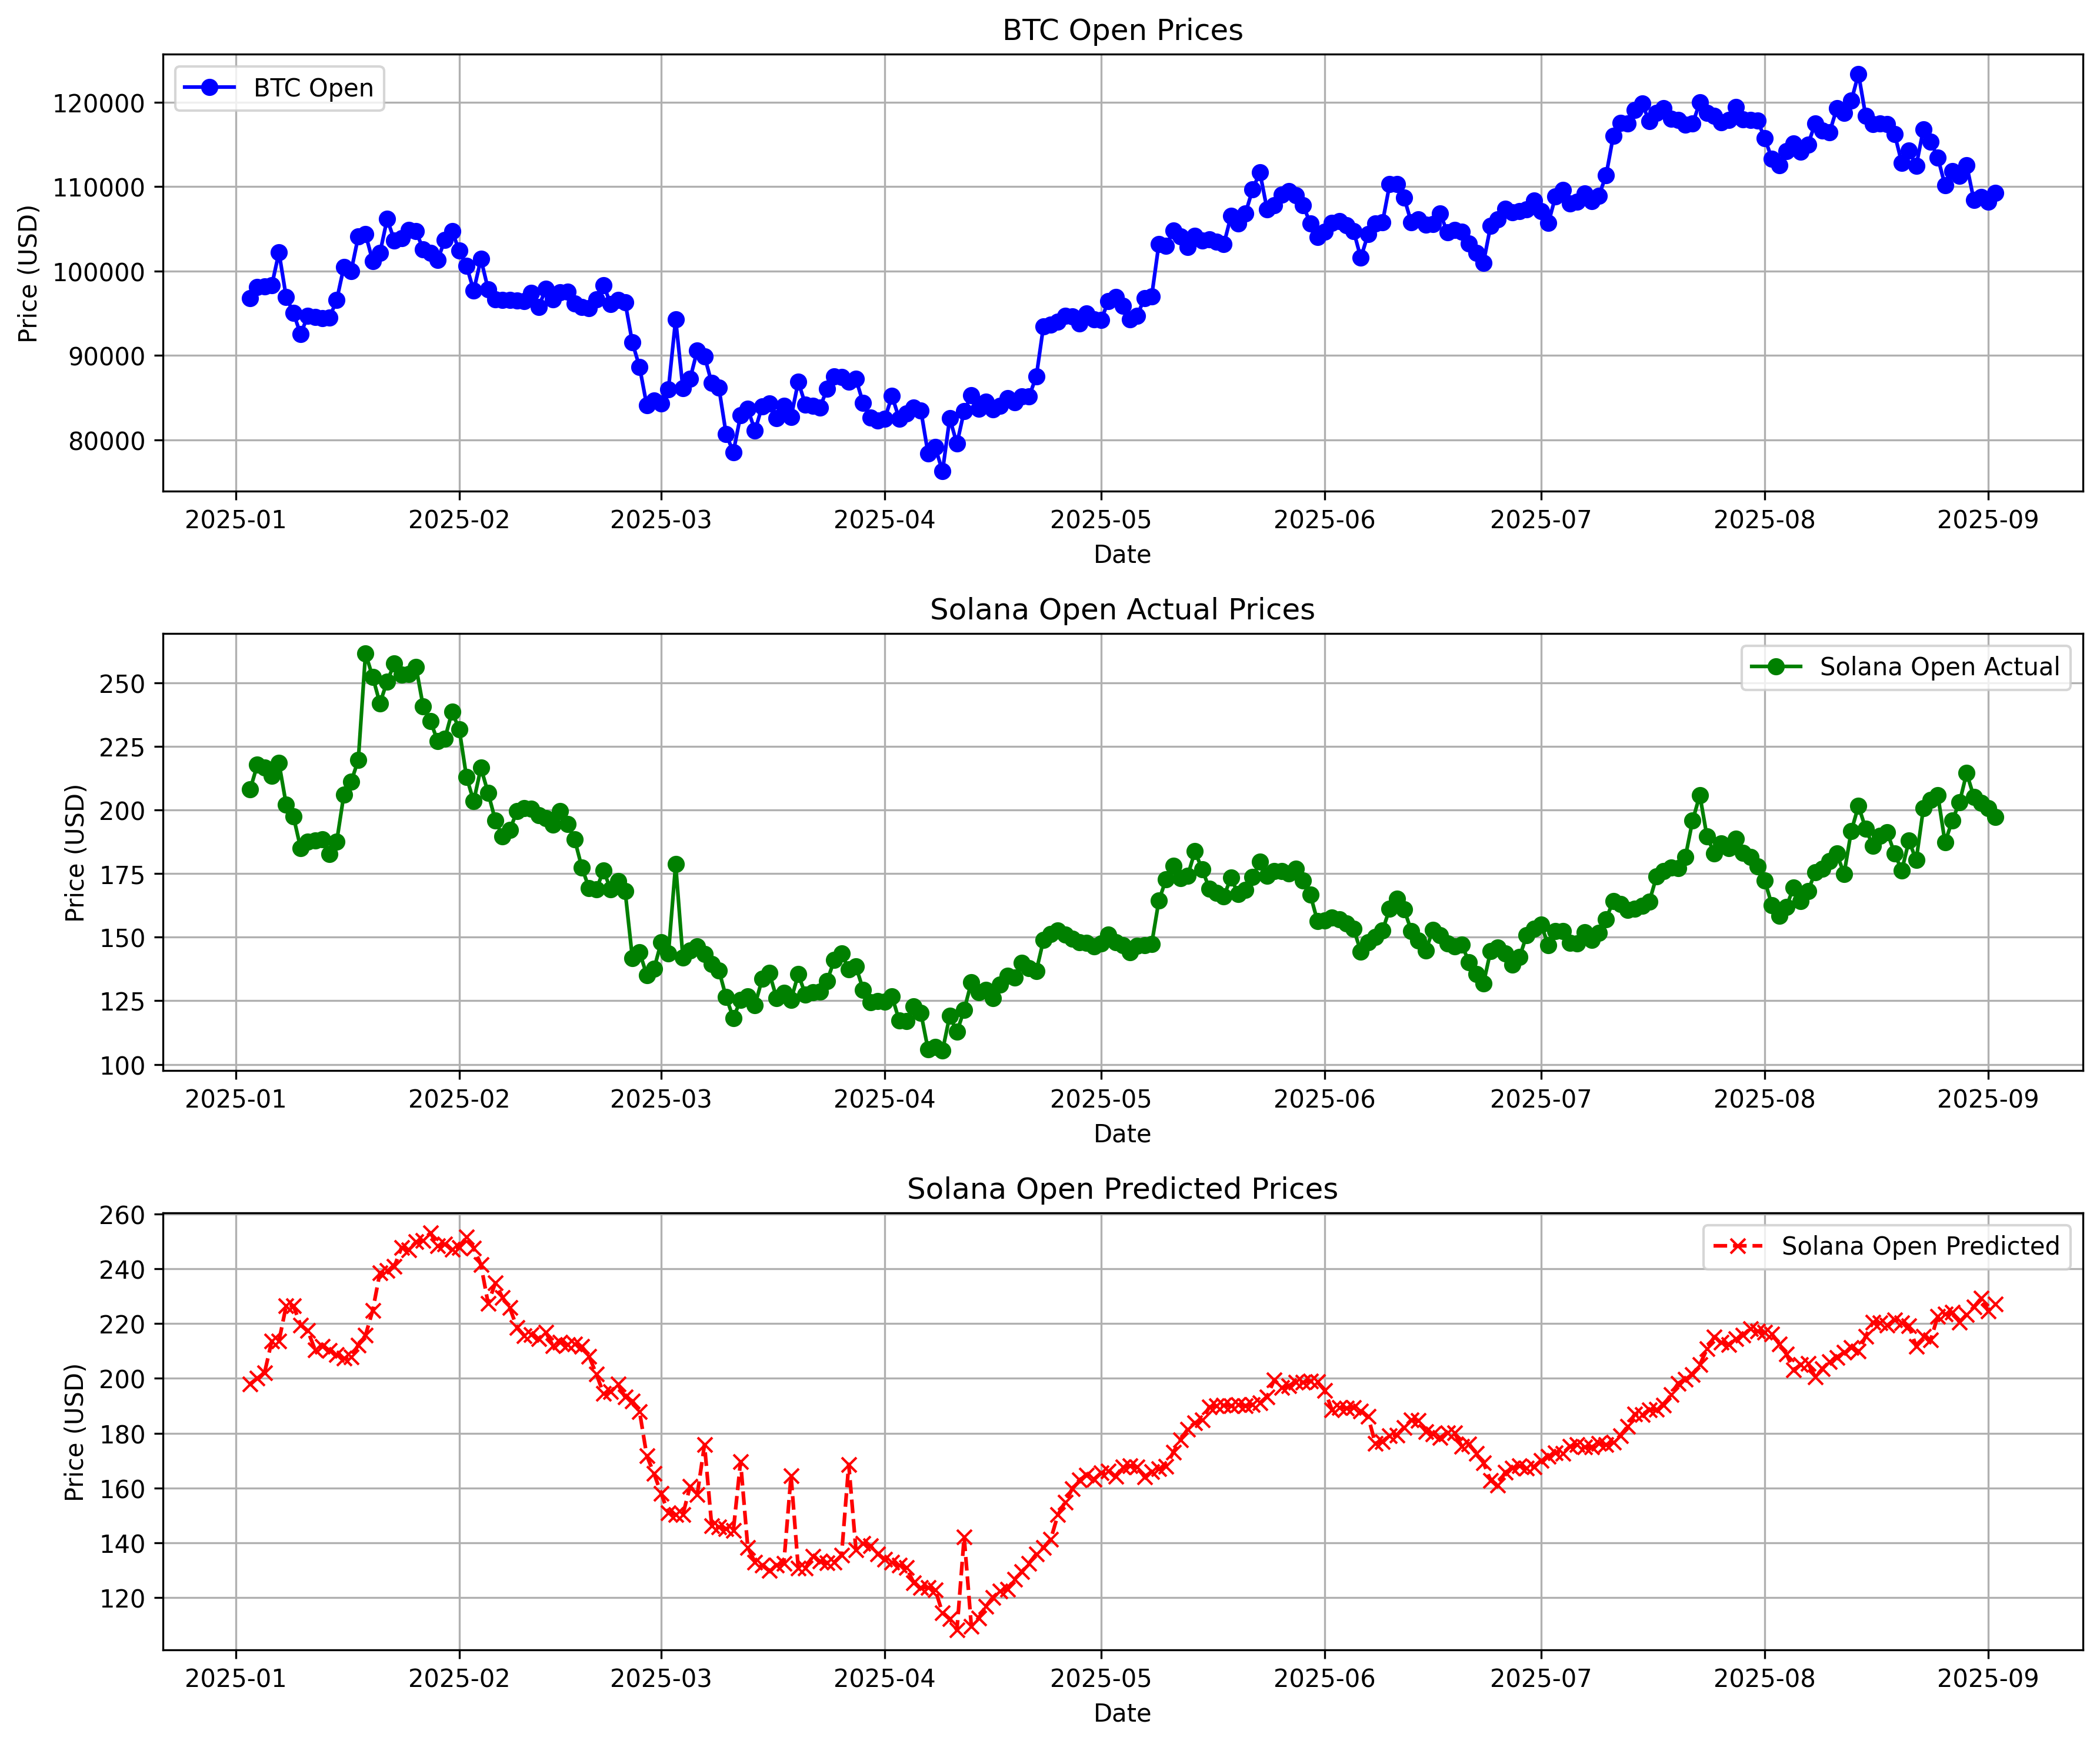 BTC Open Prices
BTC Open
120000
110000
100000
90000
80000
Price (USD)
2025-01 2025-02 2025-03 2025-04 2025-05 2025-06 2025-07 2025-08 2025-09
Date
Solana Open Actual Prices
Solana Open Actual
250
225
200
175
150
125
100
Price (USD)
2025-01 2025-02 2025-03 2025-04 2025-05 2025-06 2025-07 2025-08 2025-09
Date
Solana Open Predicted Prices
Solana Open Predicted
260
240
220
200
180
160
140
120
Price (USD)
2025-01 2025-02 2025-03 2025-04 2025-05 2025-06 2025-07 2025-08 2025-09
Date